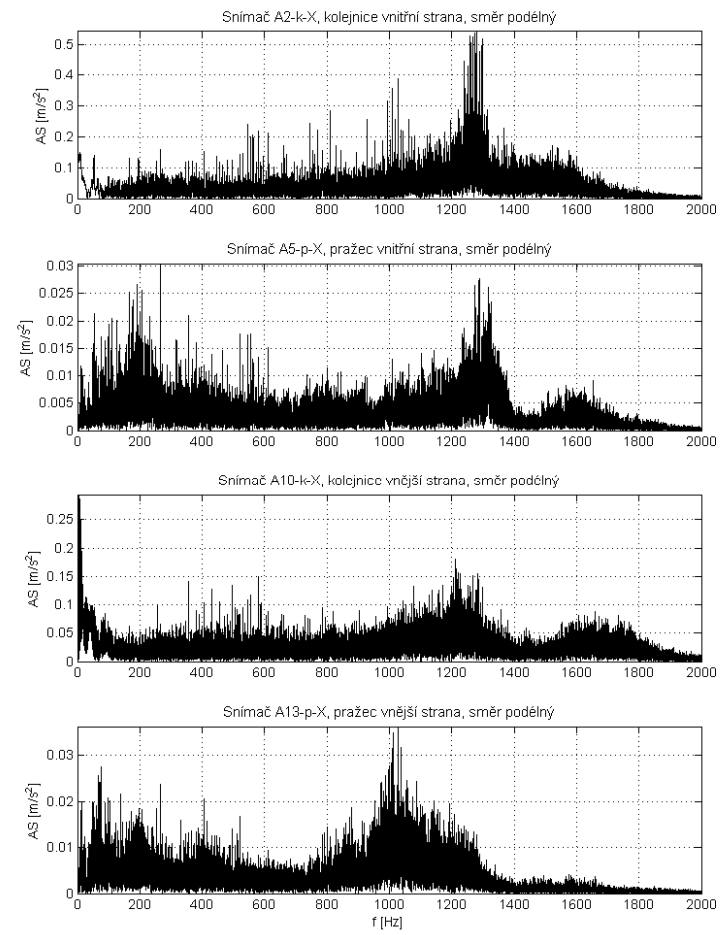 Snímač A2-k-X, kolejnice vnitřní strana, směr podélný
0.5
0.4
0.3
0.2
0.1
0
AS [m/s²]
0 200 400 600 800 1000 1200 1400 1600 1800 2000
Snímač A5-p-X, pražec vnitřní strana, směr podélný
0.03
0.025
0.02
0.015
0.01
0.005
0
AS [m/s²]
0 200 400 600 800 1000 1200 1400 1600 1800 2000
Snímač A10-k-X, kolejnice vnější strana, směr podélný
0.25
0.2
0.15
0.1
0.05
0
AS [m/s²]
0 200 400 600 800 1000 1200 1400 1600 1800 2000
Snímač A13-p-X, pražec vnější strana, směr podélný
0.03
0.02
0.01
0
AS [m/s²]
0 200 400 600 800 1000 1200 1400 1600 1800 2000
f [Hz]